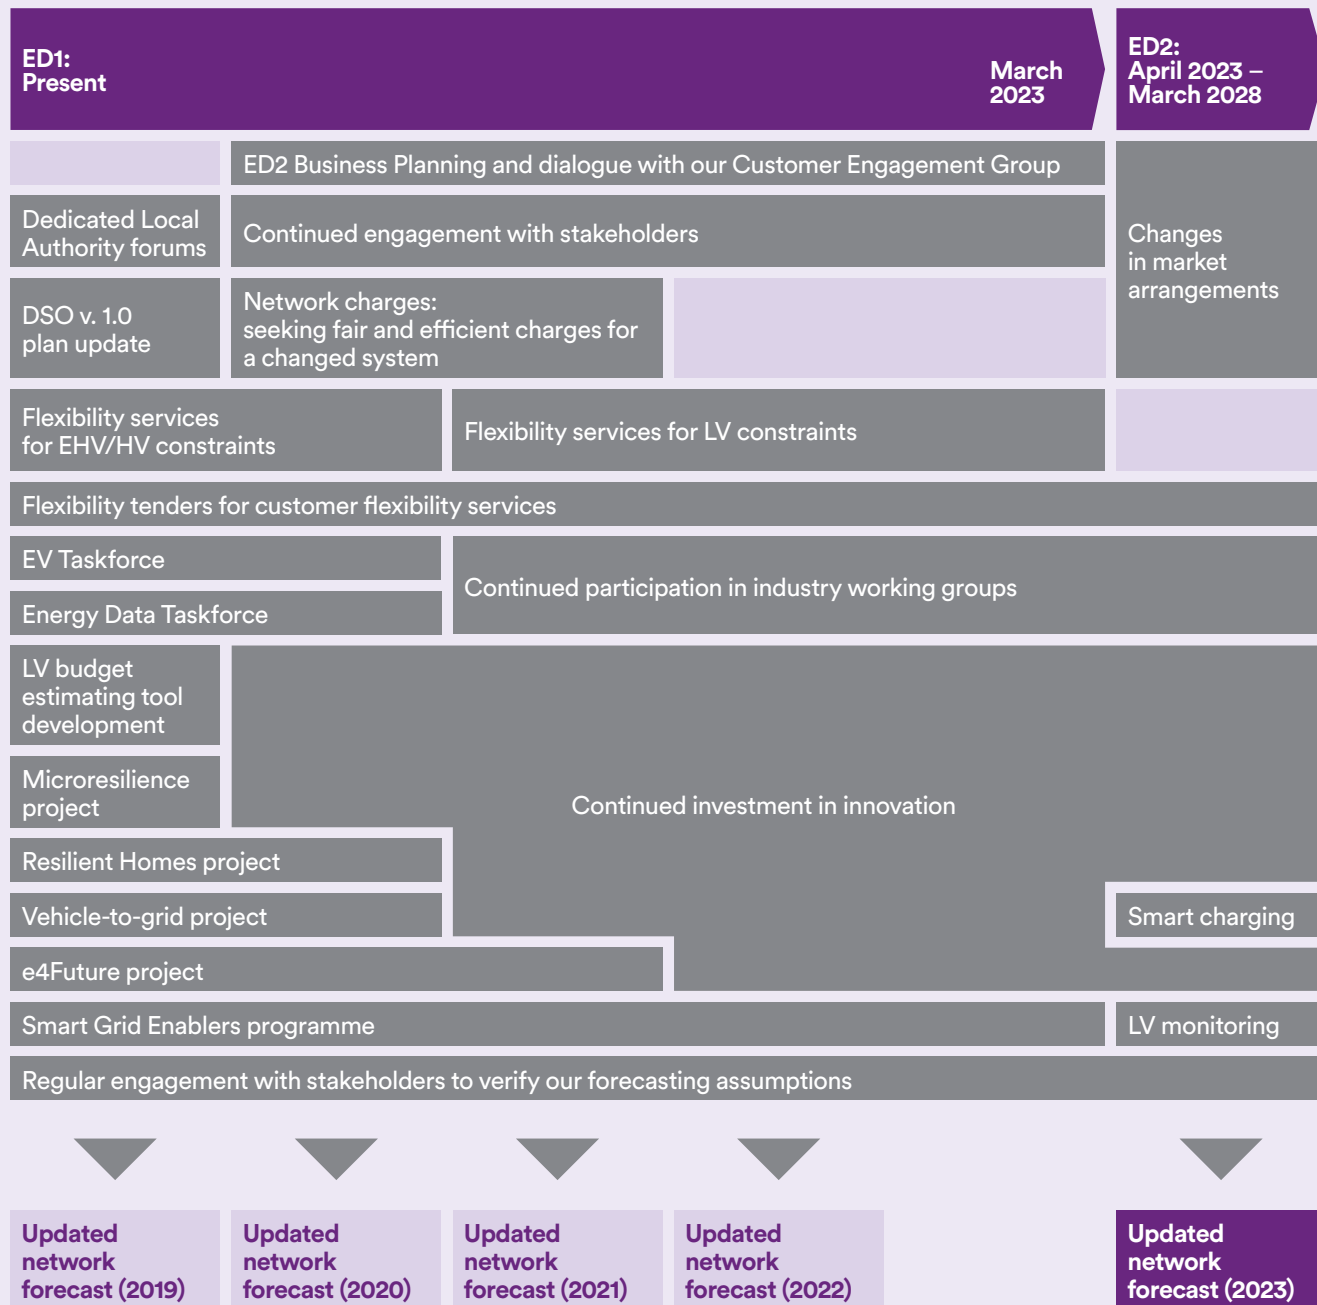 ED1:
Present
March
2023
ED2:
April 2023 –
March 2028
ED2 Business Planning and dialogue with our Customer Engagement Group
Dedicated Local
Authority forums
Continued engagement with stakeholders
Changes
in market
arrangements
DSO v. 1.0
plan update
Network charges:
seeking fair and efficient charges for
a changed system
Flexibility services
for EHV/HV constraints
Flexibility services for LV constraints
Flexibility tenders for customer flexibility services
EV Taskforce
Continued participation in industry working groups
Energy Data Taskforce
LV budget
estimating tool
development
Microresilience
project
Continued investment in innovation
Resilient Homes project
Vehicle-to-grid project
Smart charging
e4Future project
Smart Grid Enablers programme
LV monitoring
Regular engagement with stakeholders to verify our forecasting assumptions
Updated
network
forecast (2019)
Updated
network
forecast (2020)
Updated
network
forecast (2021)
Updated
network
forecast (2022)
Updated
network
forecast (2023)